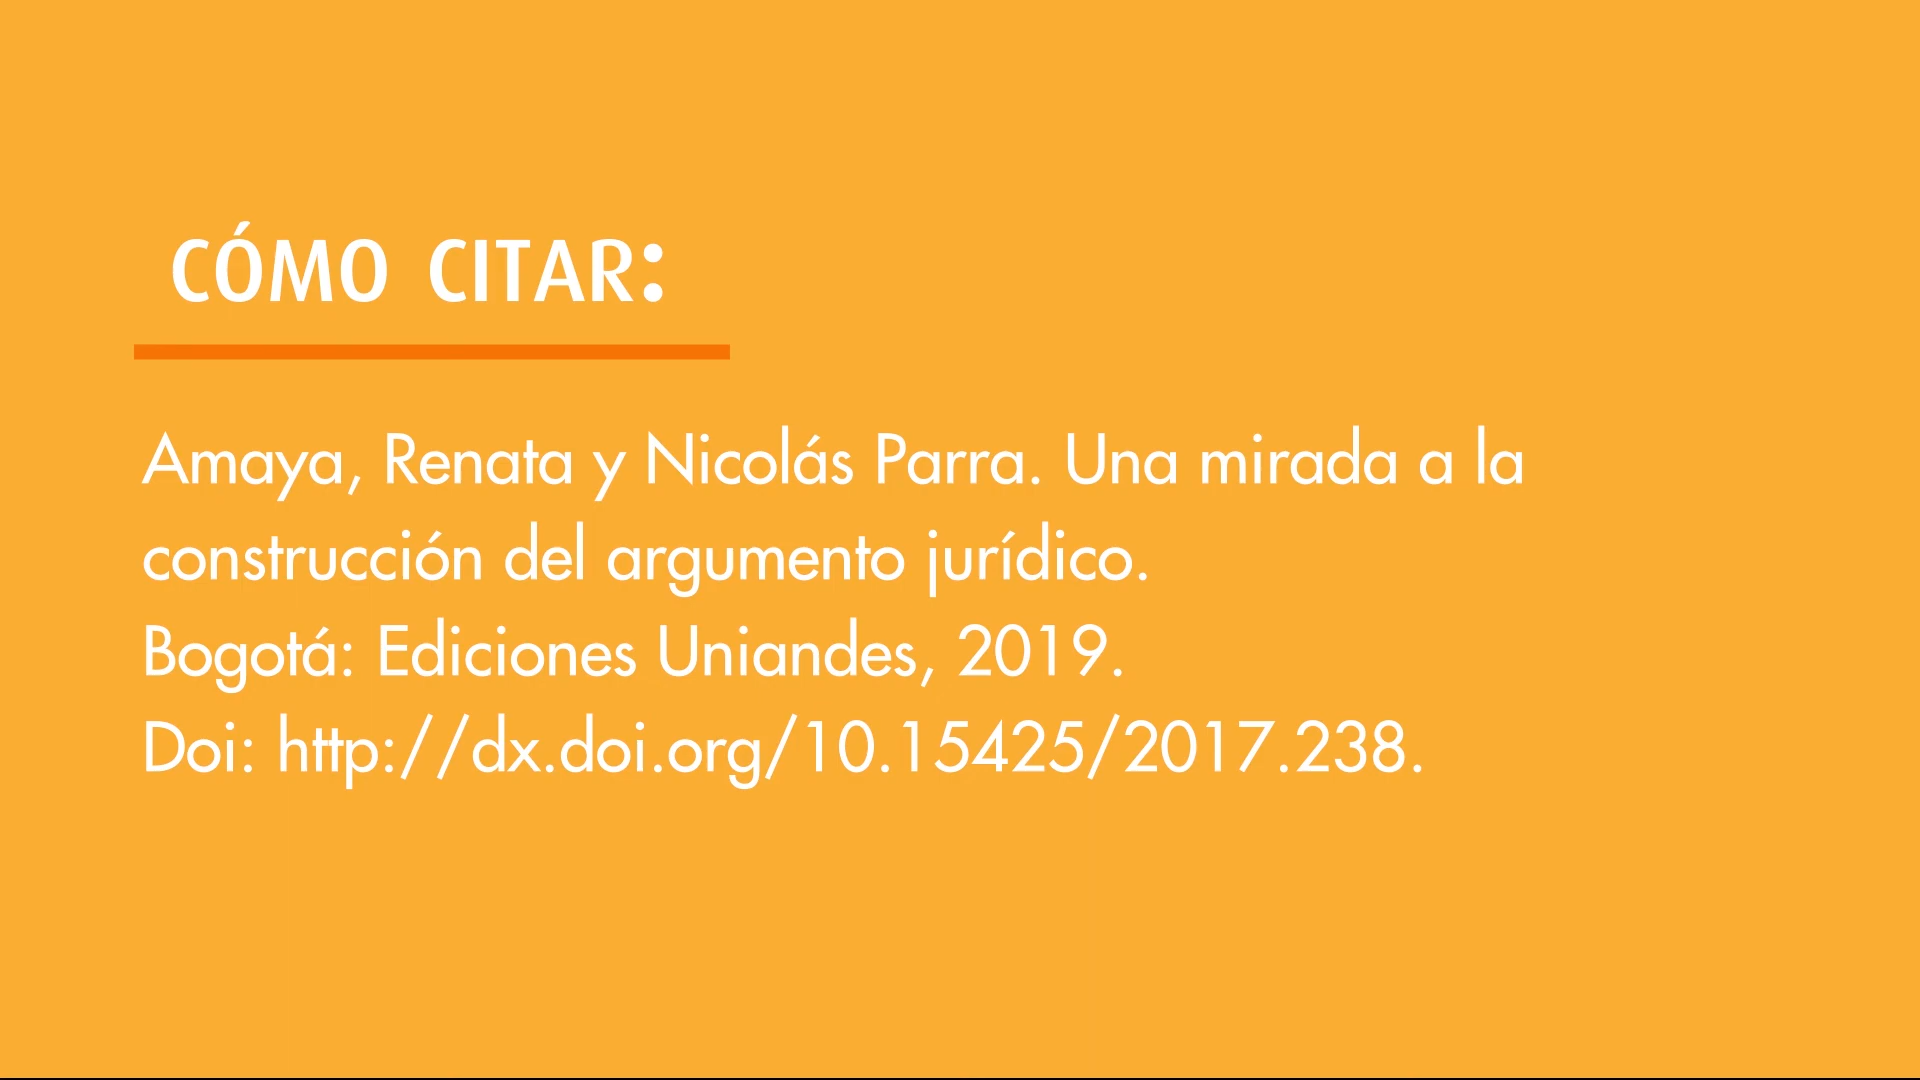 CÓMO CITAR:
Amaya, Renata y Nicolás Parra. Una mirada a la
construcción del argumento jurídico.
Bogotá: Ediciones Uniandes, 2019.
Doi: http://dx.doi.org/10.15425/2017.238.